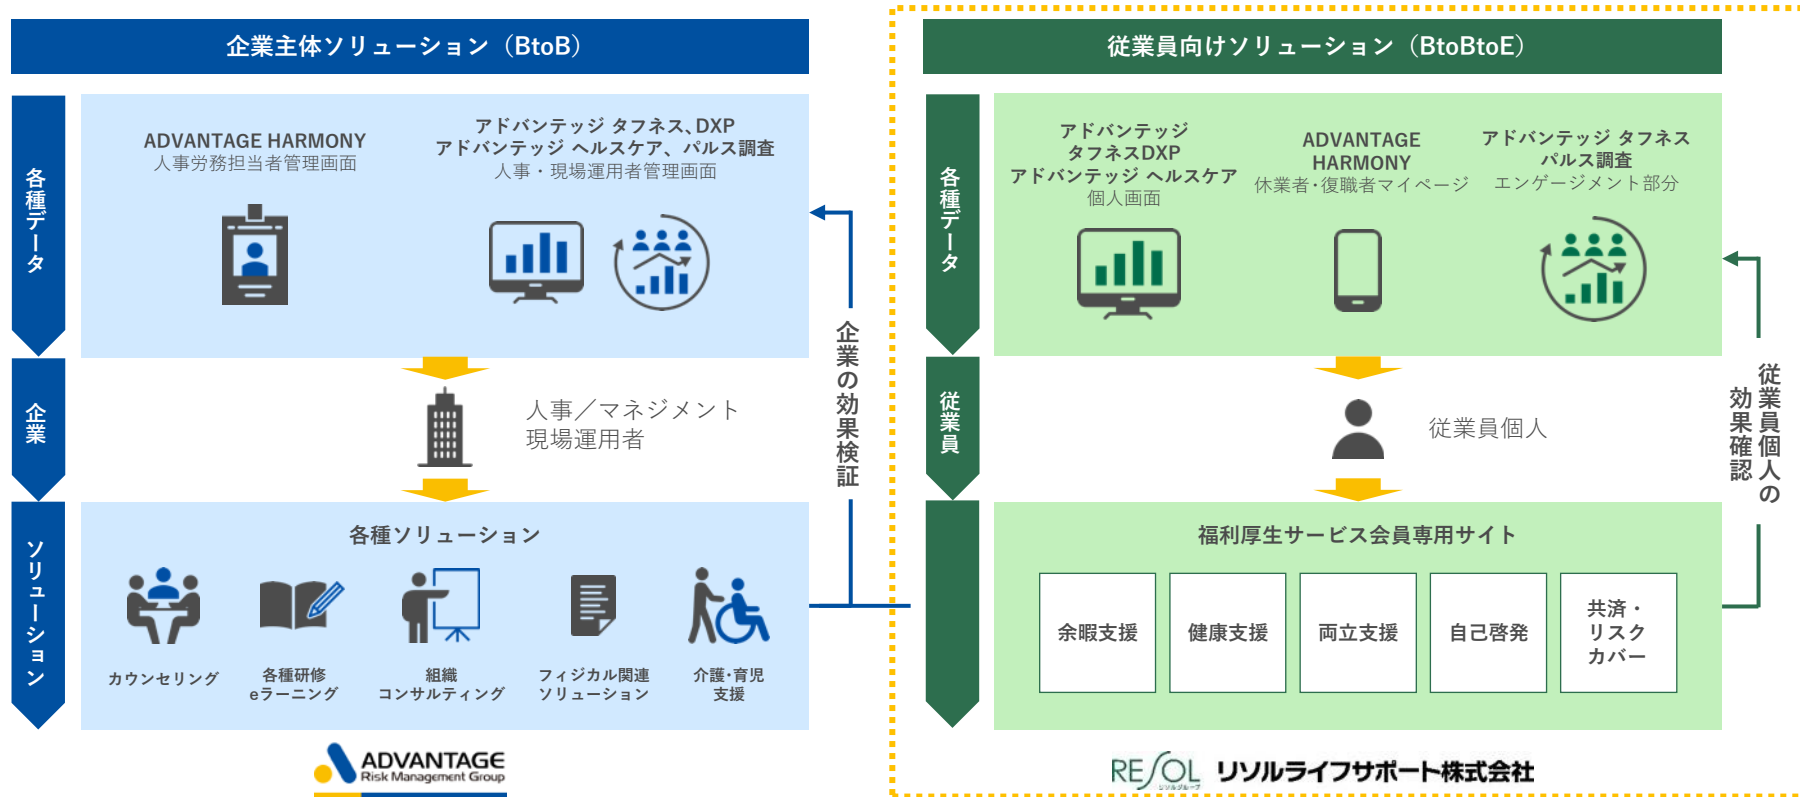 企業主体ソリューション（BtoB）
各種データ
ADVANTAGE HARMONY
人事労務担当者管理画面
アドバンテッジ タフネス、DXP
アドバンテッジ ヘルスケア、パルス調査
人事・現場運用者管理画面
企業
人事／マネジメント
現場運用者
企業の効果検証
ソリューション
各種ソリューション
カウンセリング
各種研修
eラーニング
組織
コンサルティング
フィジカル関連
ソリューション
介護・育児
支援
ADVANTAGE
Risk Management Group
従業員向けソリューション（BtoBtoE）
各種データ
アドバンテッジ
タフネスDXP
アドバンテッジ ヘルスケア
個人画面
ADVANTAGE
HARMONY
休業者・復職者マイページ
アドバンテッジ タフネス
パルス調査
エンゲージメント部分
従業員
従業員個人
従業員個人の
効果確認
福利厚生サービス会員専用サイト
余暇支援
健康支援
両立支援
自己啓発
共済・
リスク
カバー
RESOL
リソルグループ
リソルライフサポート株式会社